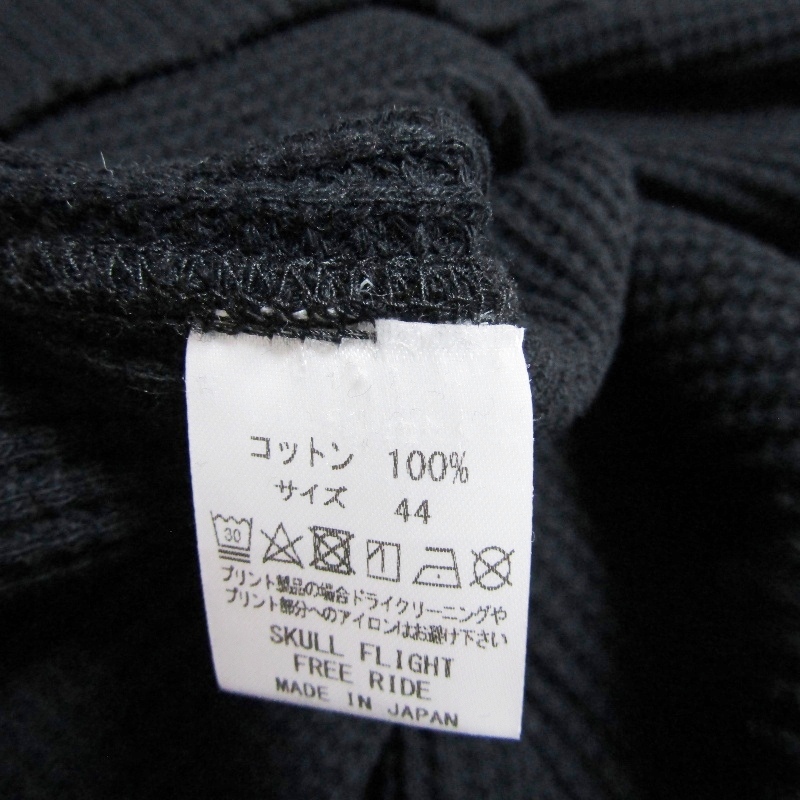 コットン 100%
サイズ 44
30
プリント製品の場合ドライクリーニングや
プリント部分へのアイロンはお避け下さい
SKULL FLIGHT
FREE RIDE
MADE IN JAPAN